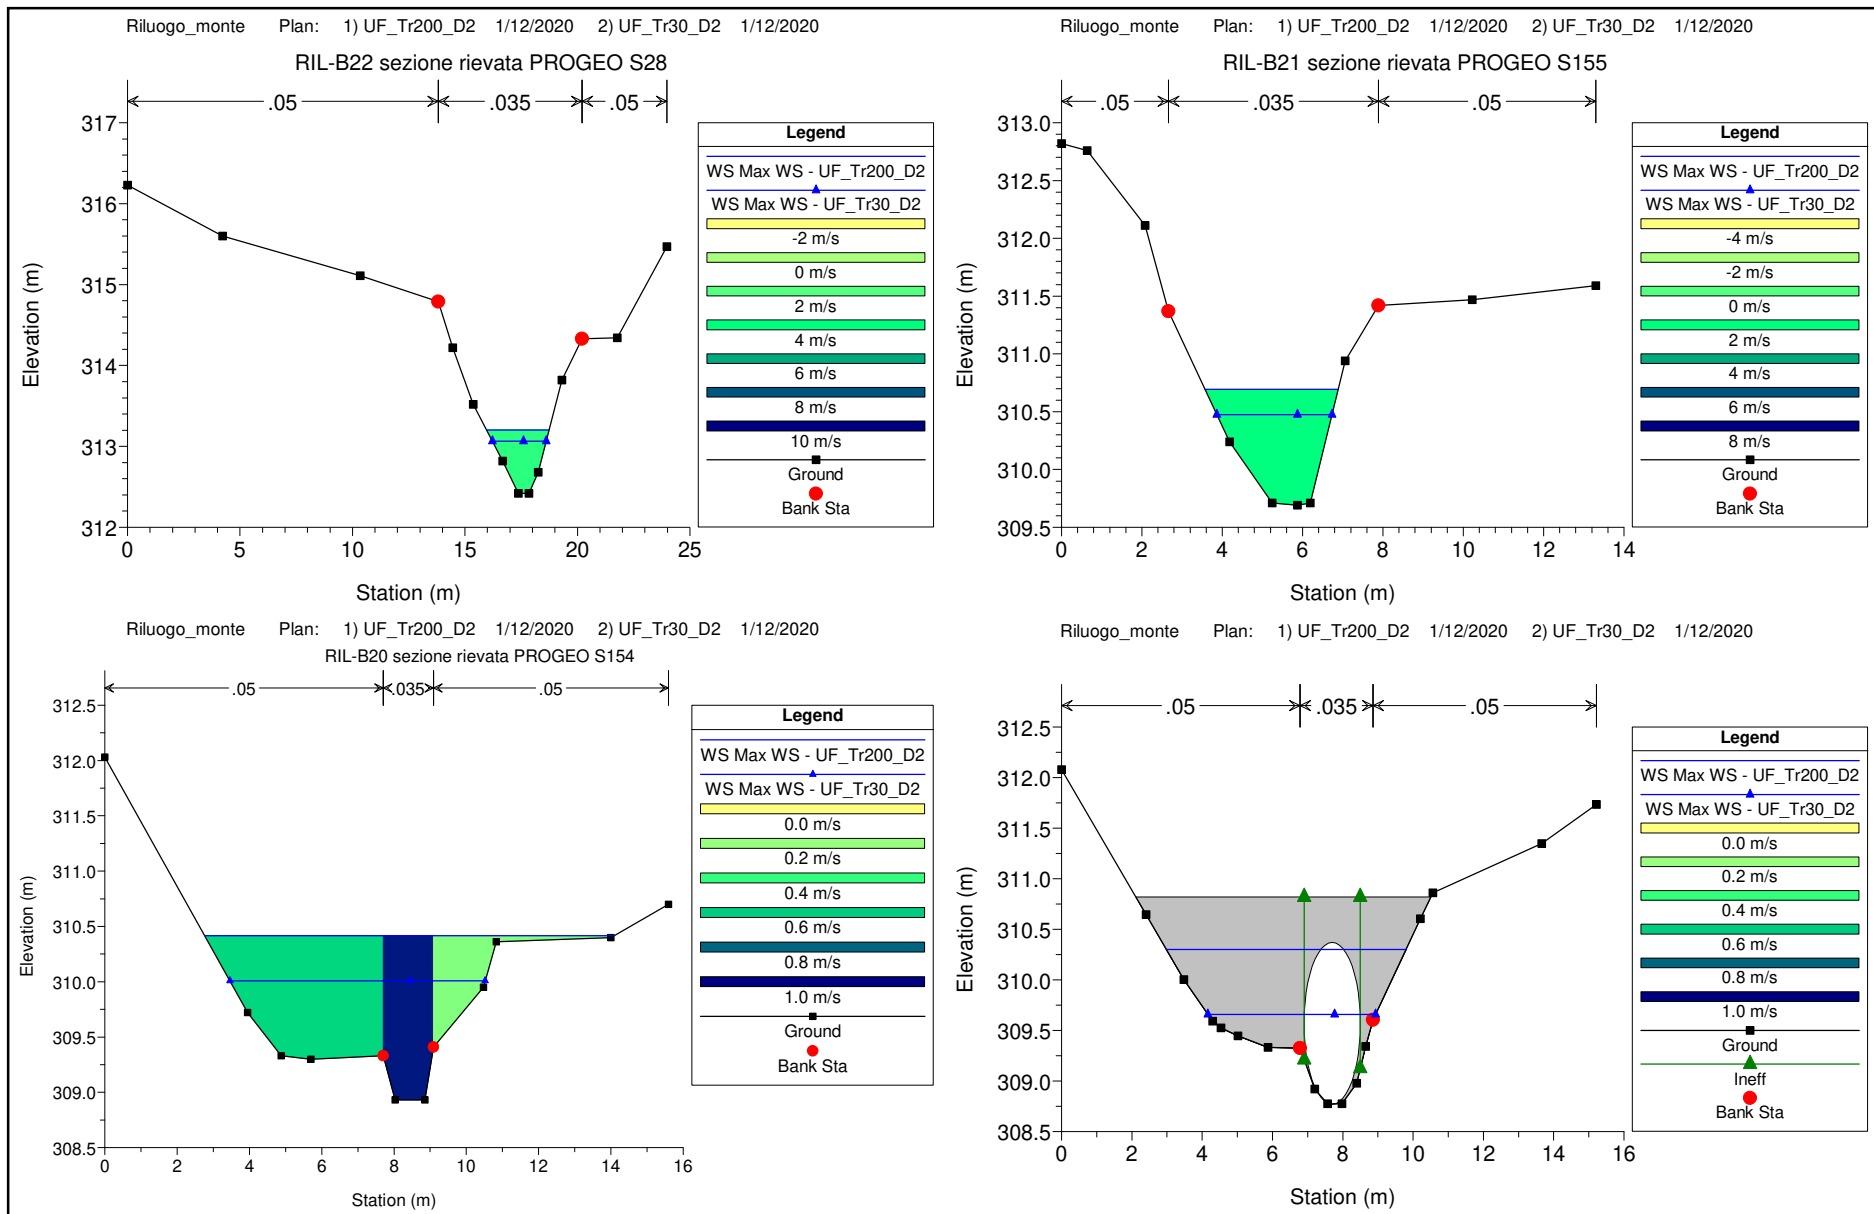 Riluogo_monte Plan: 1) UF_Tr200_D2 1/12/2020 2) UF_Tr30_D2 1/12/2020
RIL-B22 sezione rievata PROGEO S28
.05 .035 .05
317
316
315
314
313
312
0 5 10 15 20 25
Elevation (m)
Station (m)
Legend
WS Max WS - UF_Tr200_D2
WS Max WS - UF_Tr30_D2
-2 m/s
0 m/s
2 m/s
4 m/s
6 m/s
8 m/s
10 m/s
Ground
Bank Sta
Riluogo_monte Plan: 1) UF_Tr200_D2 1/12/2020 2) UF_Tr30_D2 1/12/2020
RIL-B21 sezione rievata PROGEO S155
.05 .035 .05
313.0
312.5
312.0
311.5
311.0
310.5
310.0
309.5
0 2 4 6 8 10 12 14
Elevation (m)
Station (m)
Legend
WS Max WS - UF_Tr200_D2
WS Max WS - UF_Tr30_D2
-4 m/s
-2 m/s
0 m/s
2 m/s
4 m/s
6 m/s
8 m/s
Ground
Bank Sta
Riluogo_monte Plan: 1) UF_Tr200_D2 1/12/2020 2) UF_Tr30_D2 1/12/2020
RIL-B20 sezione rievata PROGEO S154
.05 .035 .05
312.5
312.0
311.5
311.0
310.5
310.0
309.5
309.0
308.5
0 2 4 6 8 10 12 14 16
Elevation (m)
Station (m)
Legend
WS Max WS - UF_Tr200_D2
WS Max WS - UF_Tr30_D2
0.0 m/s
0.2 m/s
0.4 m/s
0.6 m/s
0.8 m/s
1.0 m/s
Ground
Bank Sta
Riluogo_monte Plan: 1) UF_Tr200_D2 1/12/2020 2) UF_Tr30_D2 1/12/2020
.05 .035 .05
312.5
312.0
311.5
311.0
310.5
310.0
309.5
309.0
308.5
0 2 4 6 8 10 12 14 16
Elevation (m)
Station (m)
Legend
WS Max WS - UF_Tr200_D2
WS Max WS - UF_Tr30_D2
0.0 m/s
0.2 m/s
0.4 m/s
0.6 m/s
0.8 m/s
1.0 m/s
Ground
Ineff
Bank Sta